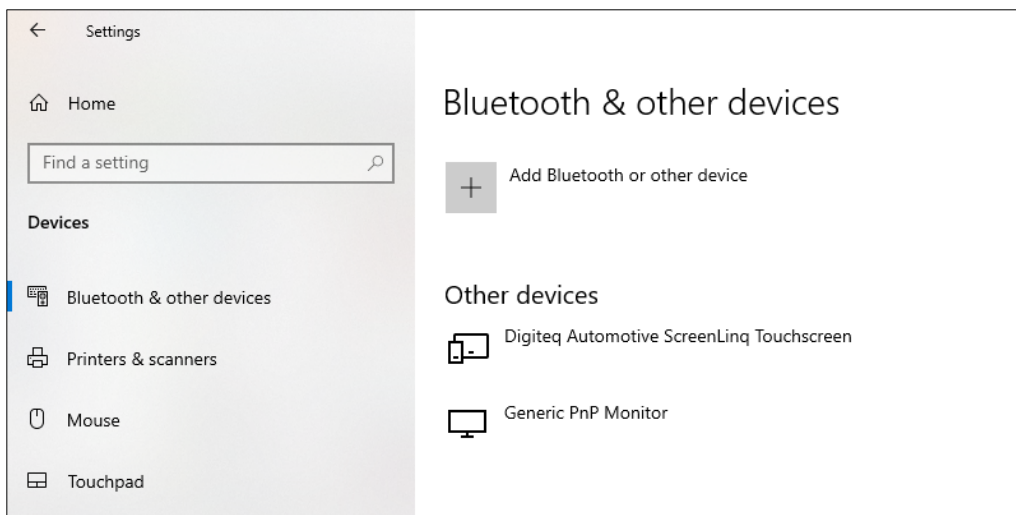 Settings
Home
Find a setting
Devices
Bluetooth & other devices
Printers & scanners
Mouse
Touchpad
Bluetooth & other devices
Add Bluetooth or other device
Other devices
Digiteq Automotive ScreenLinq Touchscreen
Generic PnP Monitor